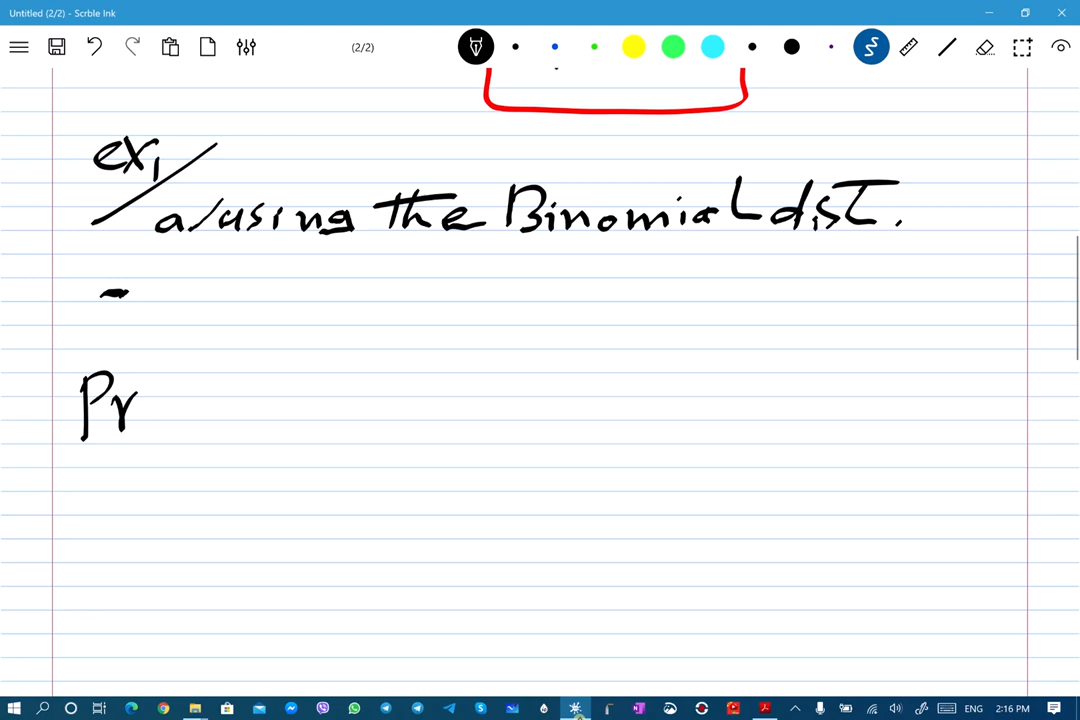 Untitled (2/2) - Scrble Ink
(2/2)
ex1/
a/using the Binomial dist.
-
Pr
ENG 2:16 PM